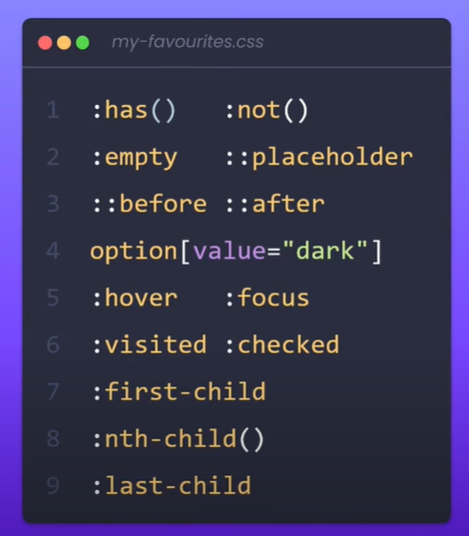 my-favourites.css
1 :has() :not()
2 :empty ::placeholder
3 ::before ::after
4 option[value="dark"]
5 :hover :focus
6 :visited :checked
7 :first-child
8 :nth-child()
9 :last-child